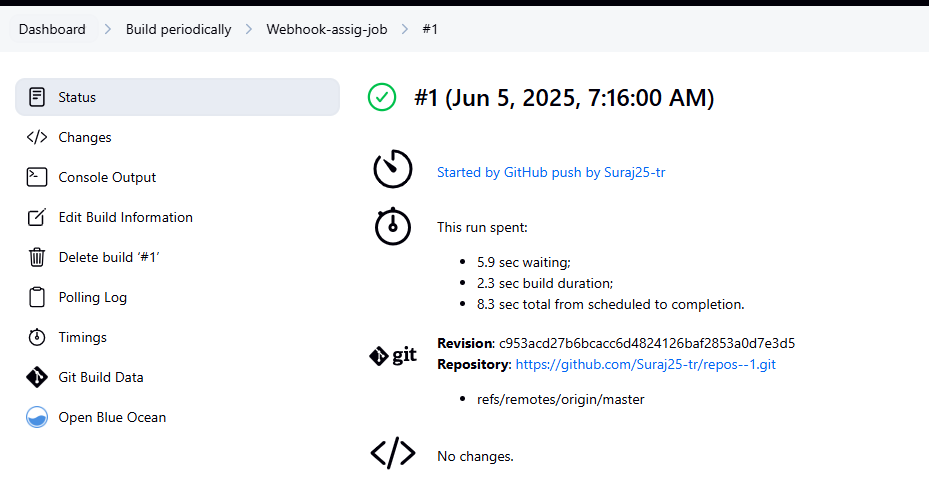 Dashboard > Build periodically > Webhook-assig-job > #1
Status
Changes
Console Output
Edit Build Information
Delete build ‘#1’
Polling Log
Timings
Git Build Data
Open Blue Ocean
#1 (Jun 5, 2025, 7:16:00 AM)
Started by GitHub push by Suraj25-tr
This run spent:
• 5.9 sec waiting;
• 2.3 sec build duration;
• 8.3 sec total from scheduled to completion.
git
Revision: c953acd27b6bcacc6d4824126baf2853a0d7e3d5
Repository: https://github.com/Suraj25-tr/repos--1.git
• refs/remotes/origin/master
No changes.